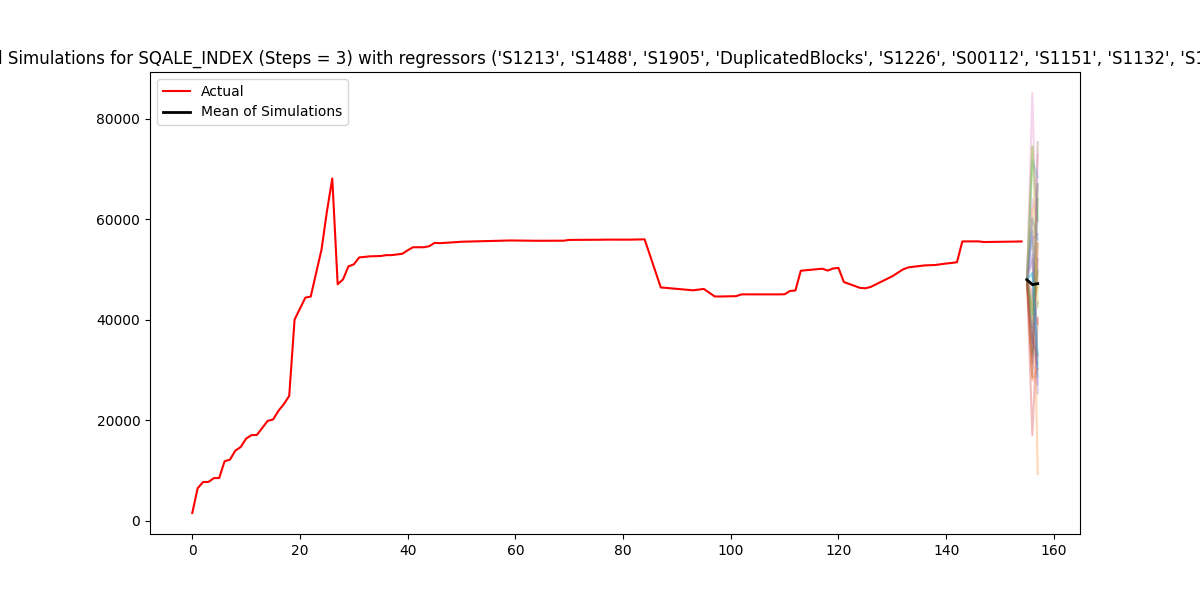 Simulations for SQALE_INDEX (Steps = 3) with regressors ('S1213', 'S1488', 'S1905', 'DuplicatedBlocks', 'S1226', 'S00112', 'S1151', 'S1132',
Actual
Mean of Simulations
80000
60000
40000
20000
0
0 20 40 60 80 100 120 140 160